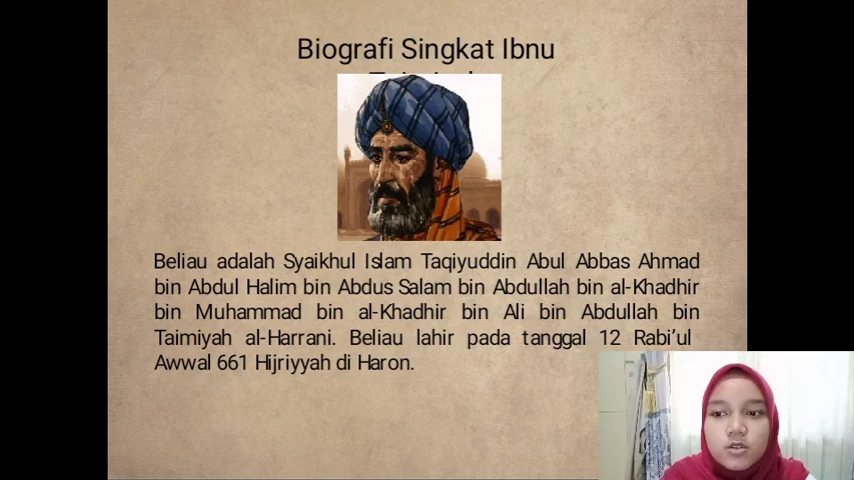 Biografi Singkat Ibnu
Beliau adalah Syaikhul Islam Taqiyuddin Abul Abbas Ahmad
bin Abdul Halim bin Abdus Salam bin Abdullah bin al-Khadhir
bin Muhammad bin al-Khadhir bin Ali bin Abdullah bin
Taimiyah al-Harrani. Beliau lahir pada tanggal 12 Rabi’ul
Awwal 661 Hijriyyah di Haron.